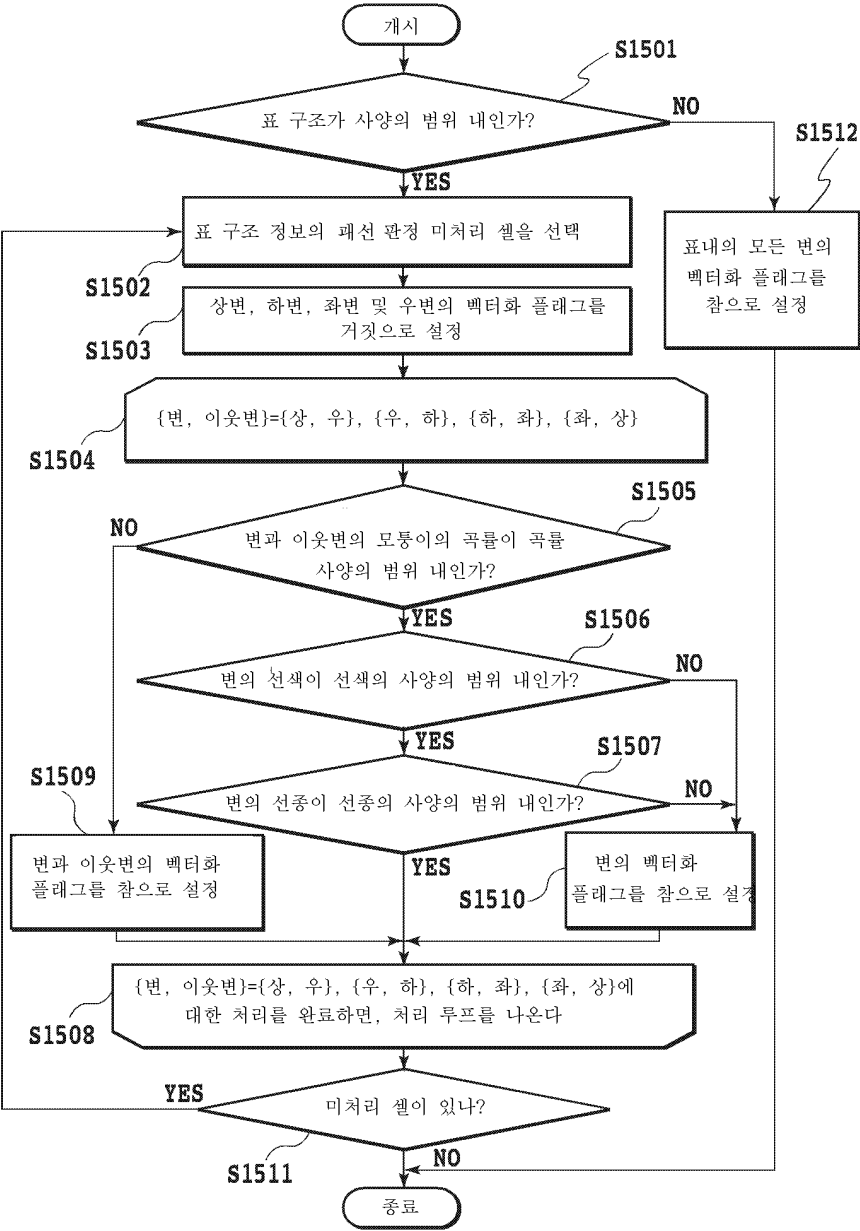 개시
S1501
표 구조가 사양의 범위 내인가?
NO
S1512
YES
표 구조 정보의 괘선 판정 미처리 셀을 선택
S1502
표내의 모든 변의
벡터화 플래그를
참으로 설정
상변, 하변, 좌변 및 우변의 벡터화 플래그를
거짓으로 설정
S1503
{변, 이웃변}={상, 우}, {우, 하}, {하, 좌}, {좌, 상}
S1504
S1505
NO
변과 이웃변의 모퉁이의 곡률이 곡률
사양의 범위 내인가?
YES
S1506
변의 선색이 선색의 사양의 범위 내인가?
NO
YES
S1507
변의 선종이 선종의 사양의 범위 내인가?
NO
S1509
YES
변과 이웃변의 벡터화
플래그를 참으로 설정
변의 벡터화
플래그를 참으로 설정
S1510
{변, 이웃변}={상, 우}, {우, 하}, {하, 좌}, {좌, 상}에
대한 처리를 완료하면, 처리 루프를 나온다
S1508
YES
미처리 셀이 있나?
S1511
NO
종료